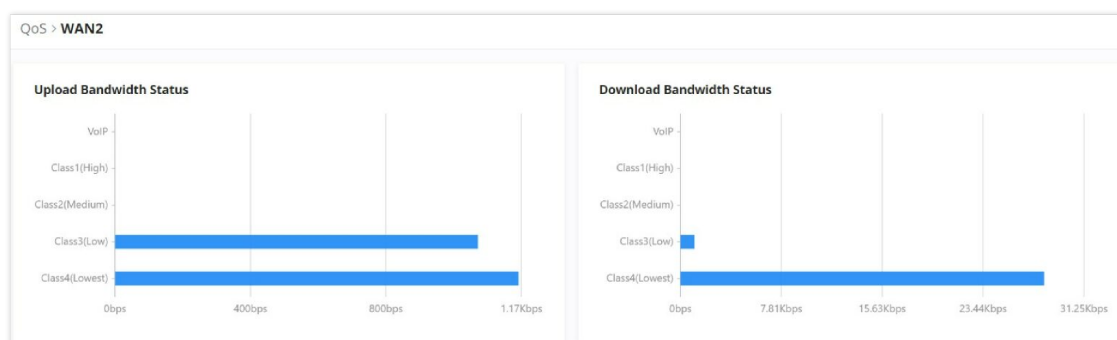 QoS > WAN2
Upload Bandwidth Status
VoIP
Class1(High)
Class2(Medium)
Class3(Low)
Class4(Lowest)
0bps 400bps 800bps 1.17Kbps
Download Bandwidth Status
VoIP
Class1(High)
Class2(Medium)
Class3(Low)
Class4(Lowest)
0bps 7.81Kbps 15.63Kbps 23.44Kbps 31.25Kbps